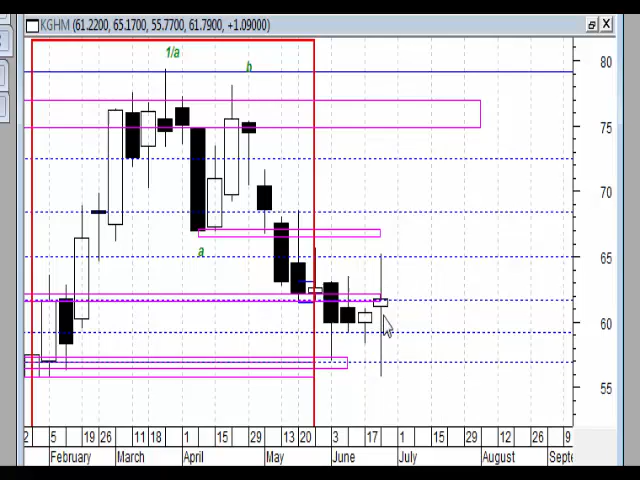 KGHM (61.2200, 65.1700, 55.7700, 61.7900, +1.09000)
1/a
b
a
80
75
70
65
60
55
2 5 19 26 11 18 1 15 29 13 20 3 17 1 15 29 12 26 9
February March April May June July August Septe